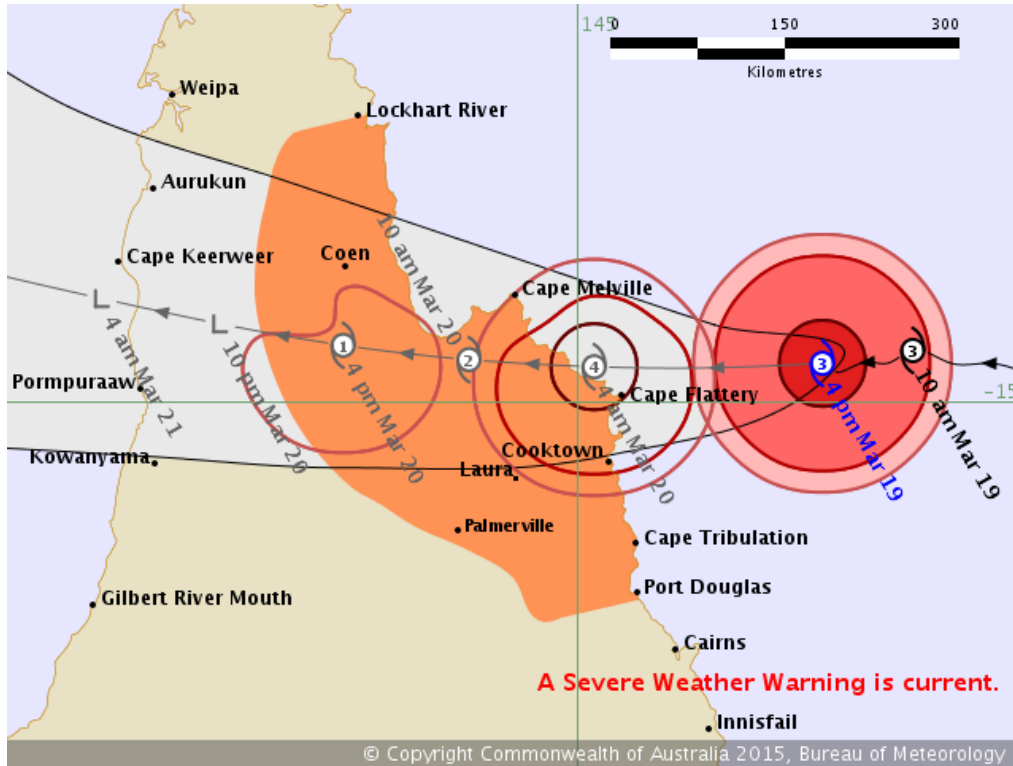 145
0 150 300
Kilometres
Weipa
Lockhart River
Aurukun
10 am Mar 20
Coen
Cape Keerweer
Cape Melville
L
L
1
2
4
3
3
Pormpuraaw
4 am Mar 21
10 pm Mar 20
4 pm Mar 20
4 am Mar 20
4 pm Mar 19
10 am Mar 19
Cape Flattery
-15
Kowanyama
Cooktown
Laura
Palmerville
Cape Tribulation
Port Douglas
Gilbert River Mouth
Cairns
A Severe Weather Warning is current.
Innisfail
© Copyright Commonwealth of Australia 2015, Bureau of Meteorology